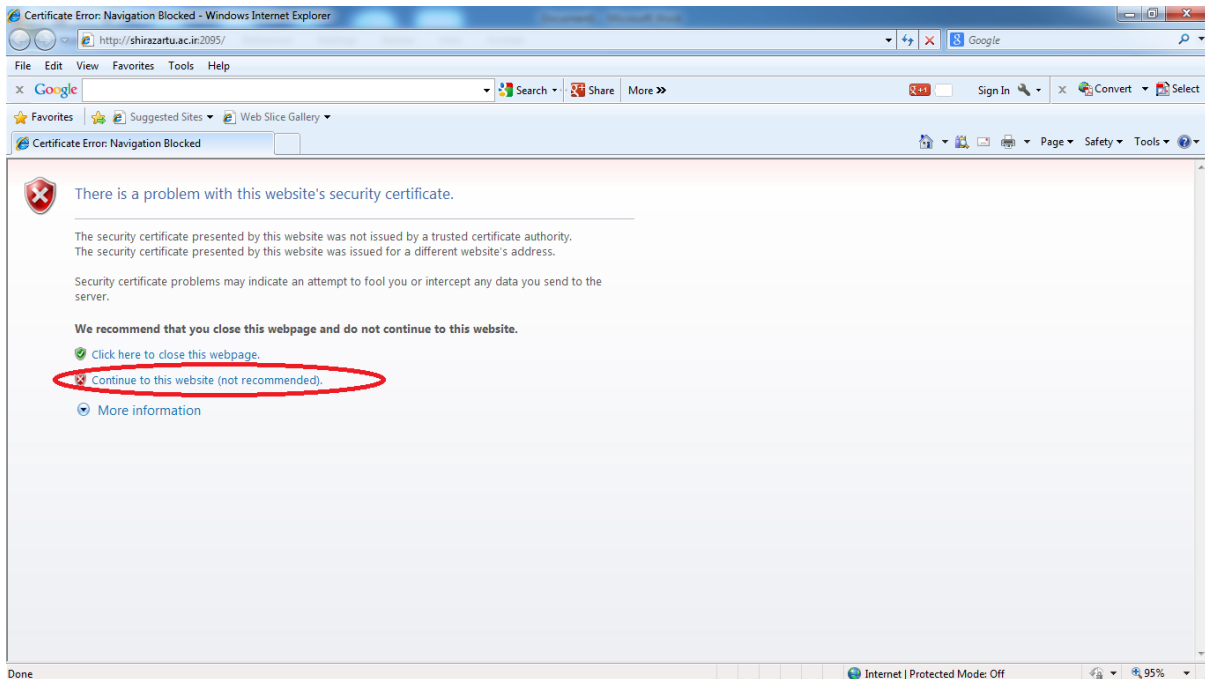 Certificate Error: Navigation Blocked - Windows Internet Explorer
http://shirazartu.ac.ir:2095/
Google
File Edit View Favorites Tools Help
x Google Search Share More »
+1 Sign In x Convert Select
Favorites Suggested Sites Web Slice Gallery
Certificate Error: Navigation Blocked
Page Safety Tools
There is a problem with this website's security certificate.
The security certificate presented by this website was not issued by a trusted certificate authority.
The security certificate presented by this website was issued for a different website's address.
Security certificate problems may indicate an attempt to fool you or intercept any data you send to the
server.
We recommend that you close this webpage and do not continue to this website.
Click here to close this webpage.
Continue to this website (not recommended).
More information
Done
Internet | Protected Mode: Off
95%